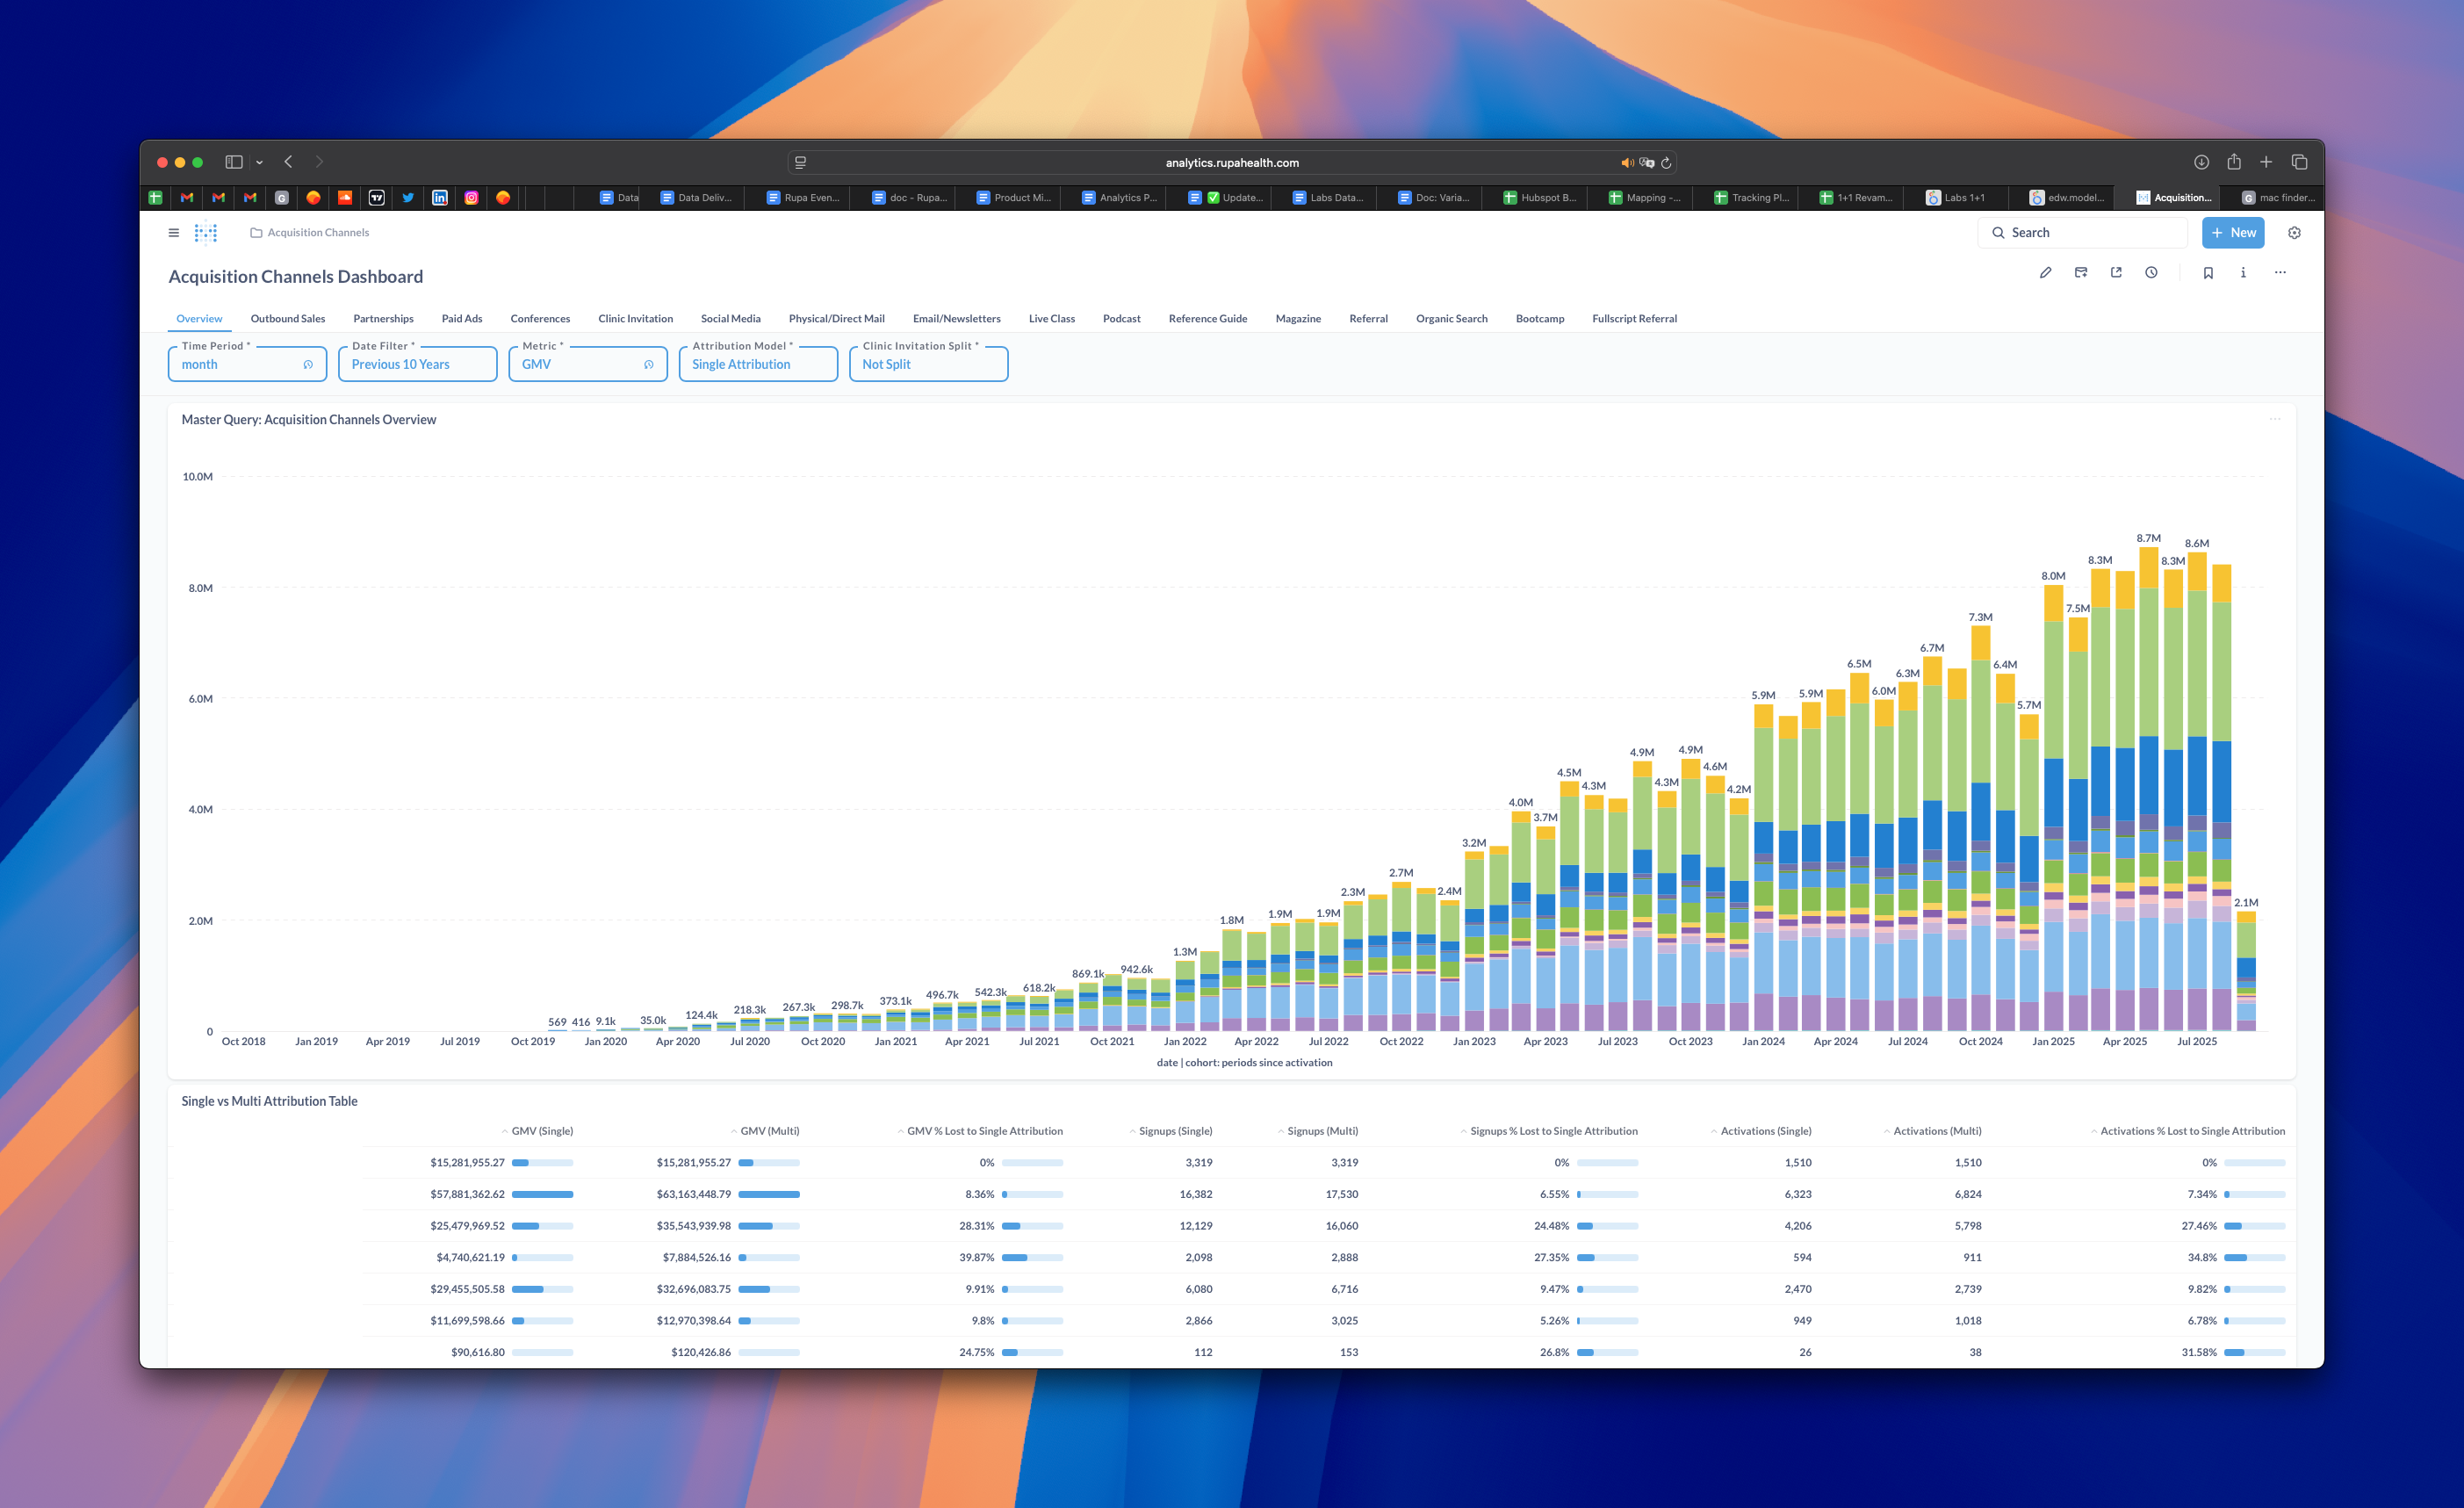 analytics.rupahealth.com
Data
Data Deliv...
Rupa Even...
doc - Rupa...
Product Mi...
Analytics P...
Update...
Labs Data...
Doc: Varia...
Hubspot B...
Mapping -...
Tracking Pl...
1+1 Revam...
Labs 1+1
edw.model...
Acquisition...
mac finder...
Acquisition Channels
Search
+ New
Acquisition Channels Dashboard
Overview
Outbound Sales
Partnerships
Paid Ads
Conferences
Clinic Invitation
Social Media
Physical/Direct Mail
Email/Newsletters
Live Class
Podcast
Reference Guide
Magazine
Referral
Organic Search
Bootcamp
Fullscript Referral
Time Period *
month
Date Filter *
Previous 10 Years
Metric *
GMV
Attribution Model *
Single Attribution
Clinic Invitation Split *
Not Split
Master Query: Acquisition Channels Overview
10.0M
8.0M
6.0M
4.0M
2.0M
0
569 416 9.1k 35.0k 124.4k 218.3k 267.3k 298.7k 373.1k 496.7k 542.3k 618.2k 869.1k 942.6k 1.3M 1.8M 1.9M 1.9M 2.3M 2.7M 2.4M 3.2M 4.0M 3.7M 4.5M 4.3M 4.9M 4.3M 4.9M 4.6M 4.2M 5.9M 5.9M 6.5M 6.0M 6.3M 6.7M 7.3M 6.4M 5.7M 8.0M 7.5M 8.3M 8.7M 8.3M 8.6M 2.1M
Oct 2018 Jan 2019 Apr 2019 Jul 2019 Oct 2019 Jan 2020 Apr 2020 Jul 2020 Oct 2020 Jan 2021 Apr 2021 Jul 2021 Oct 2021 Jan 2022 Apr 2022 Jul 2022 Oct 2022 Jan 2023 Apr 2023 Jul 2023 Oct 2023 Jan 2024 Apr 2024 Jul 2024 Oct 2024 Jan 2025 Apr 2025 Jul 2025
date | cohort: periods since activation
Single vs Multi Attribution Table
GMV (Single) GMV (Multi) GMV % Lost to Single Attribution Signups (Single) Signups (Multi) Signups % Lost to Single Attribution Activations (Single) Activations (Multi) Activations % Lost to Single Attribution
$15,281,955.27 $15,281,955.27 0% 3,319 3,319 0% 1,510 1,510 0%
$57,881,362.62 $63,163,448.79 8.36% 16,382 17,530 6.55% 6,323 6,824 7.34%
$25,479,969.52 $35,543,939.98 28.31% 12,129 16,060 24.48% 4,206 5,798 27.46%
$4,740,621.19 $7,884,526.16 39.87% 2,098 2,888 27.35% 594 911 34.8%
$29,455,505.58 $32,696,083.75 9.91% 6,080 6,716 9.47% 2,470 2,739 9.82%
$11,699,598.66 $12,970,398.64 9.8% 2,866 3,025 5.26% 949 1,018 6.78%
$90,616.80 $120,426.86 24.75% 112 153 26.8% 26 38 31.58%